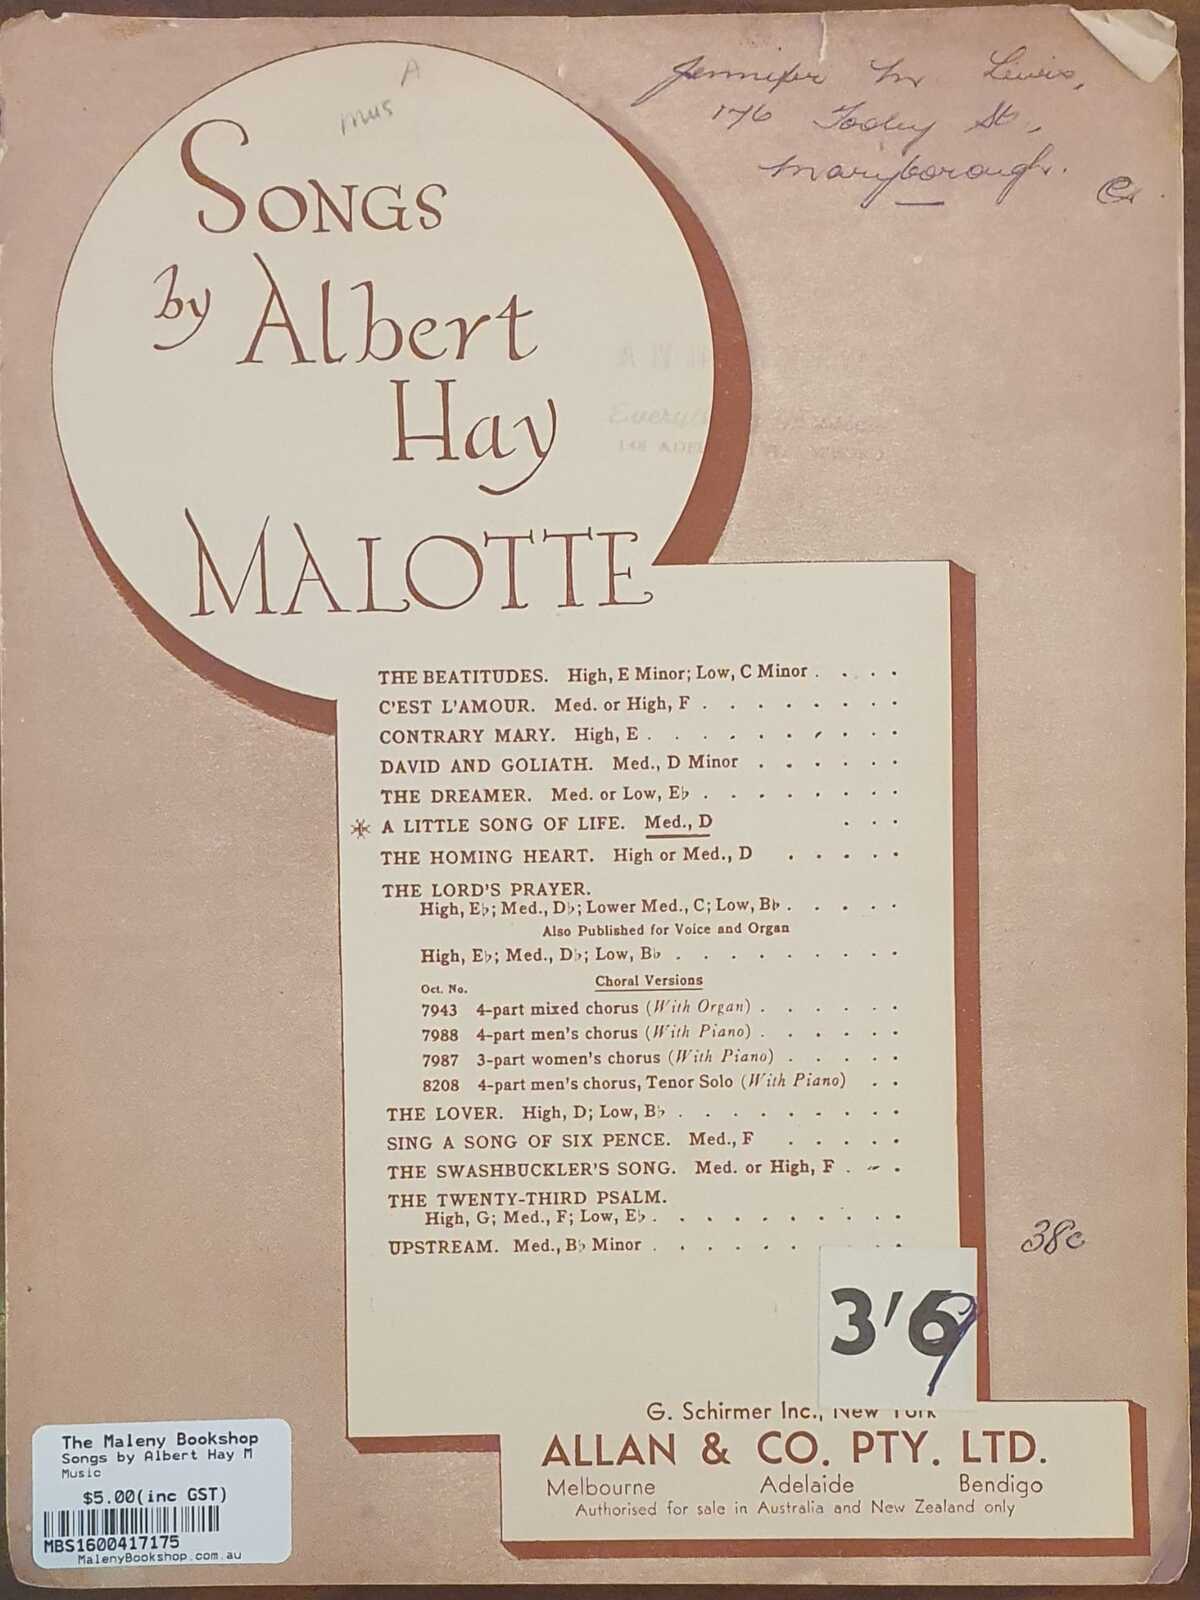 A
mus
Jennifer M Lewis,
176 Tooley St,
Maryborough.
SONGS
by Albert
Hay
MALOTTE
THE BEATITUDES. High, E Minor; Low, C Minor . . . .
C'EST L'AMOUR. Med. or High, F . . . . . . . .
CONTRARY MARY. High, E . . . . . . . . . .
DAVID AND GOLIATH. Med., D Minor . . . . . .
THE DREAMER. Med. or Low, E♭ . . . . . . . .
* A LITTLE SONG OF LIFE. Med., D . . .
THE HOMING HEART. High or Med., D . . . . .
THE LORD'S PRAYER.
High, E♭; Med., D♭; Lower Med., C; Low, B♭ . . . . .
Also Published for Voice and Organ
High, E♭; Med., D♭; Low, B♭ . . . . . . . . .
Choral Versions
Oct. No.
7943 4-part mixed chorus (With Organ) . . . . . .
7988 4-part men's chorus (With Piano) . . . . . .
7987 3-part women's chorus (With Piano) . . . . .
8208 4-part men's chorus, Tenor Solo (With Piano) . .
THE LOVER. High, D; Low, B♭ . . . . . . . . .
SING A SONG OF SIX PENCE. Med., F . . . . .
THE SWASHBUCKLER'S SONG. Med. or High, F . . .
THE TWENTY-THIRD PSALM.
High, G; Med., F; Low, E♭ . . . . . . . . . .
UPSTREAM. Med., B♭ Minor . . . . . . . . .
38c
3'6
9
G. Schirmer Inc., New York
ALLAN & CO. PTY. LTD.
Melbourne Adelaide Bendigo
Authorised for sale in Australia and New Zealand only
The Maleny Bookshop
Songs by Albert Hay M
Music
$5.00(inc GST)
MBS1600417175
MalenyBookshop.com.au